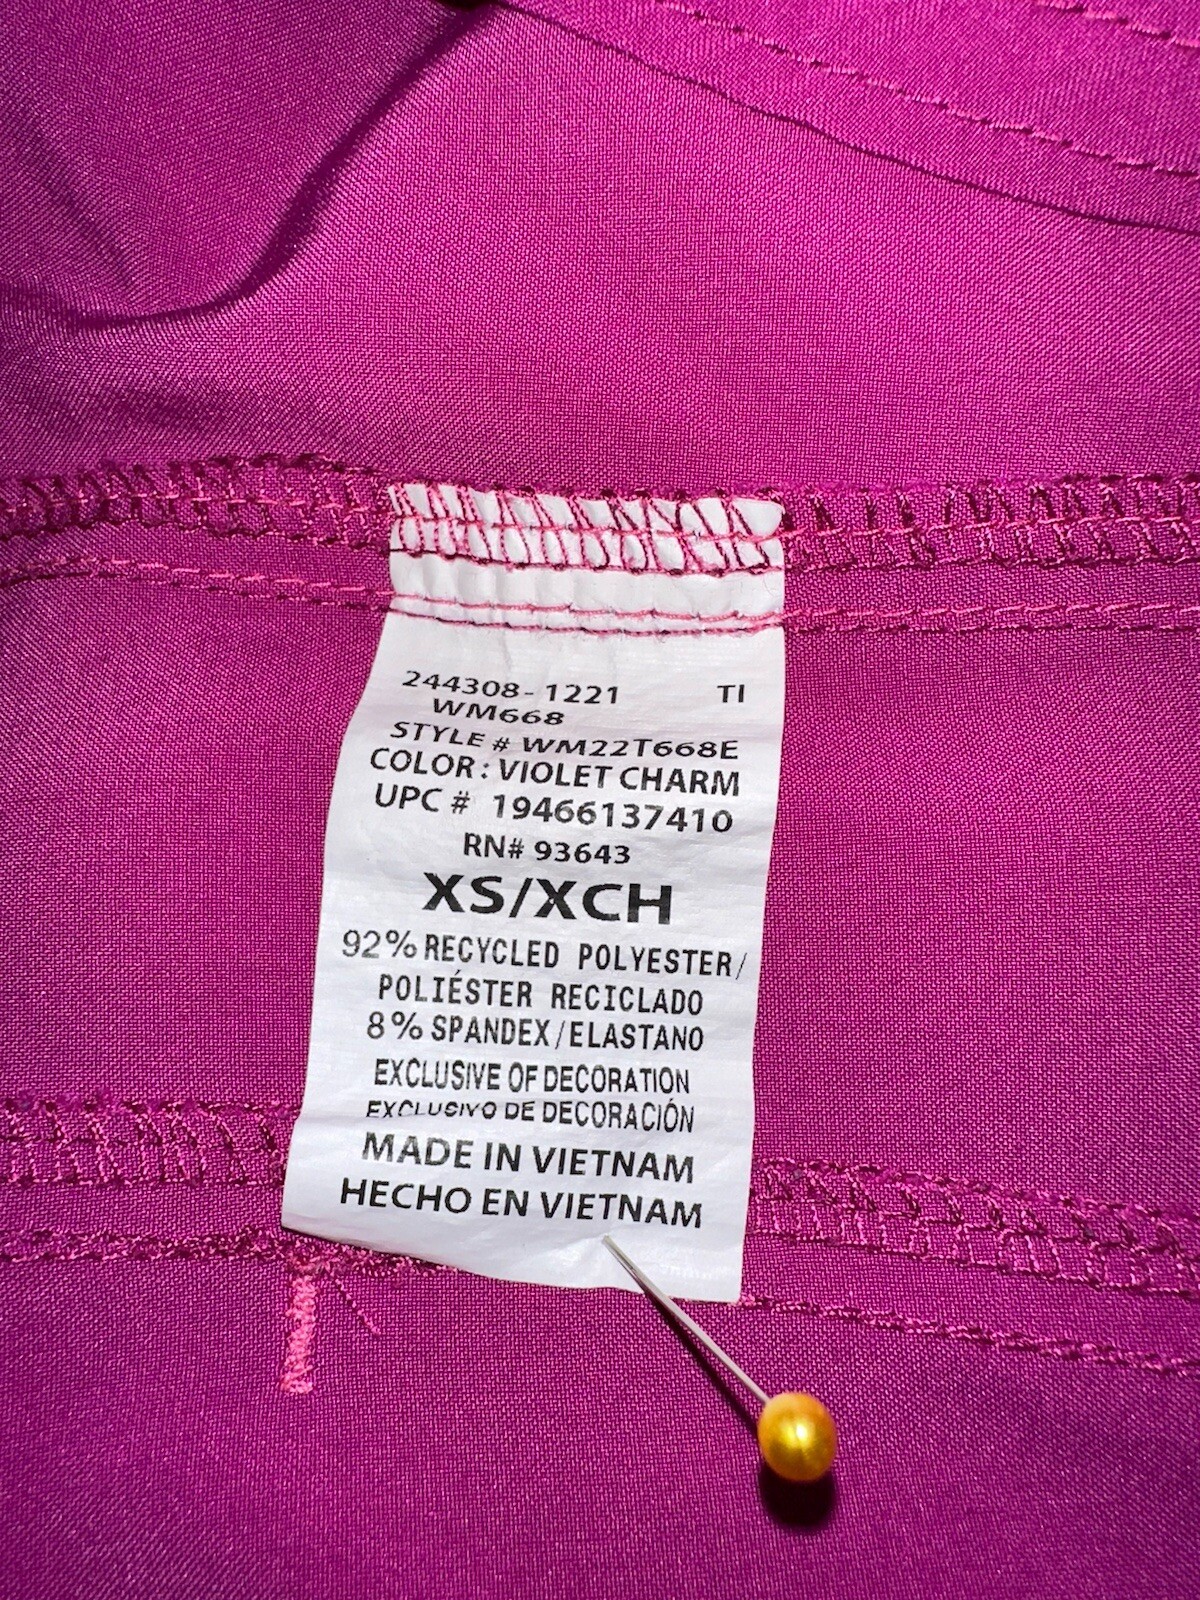 244308-1221 TI
WM668
STYLE # WM22T668E
COLOR: VIOLET CHARM
UPC # 19466137410
RN# 93643
XS/XCH
92% RECYCLED POLYESTER/
POLIÉSTER RECICLADO
8% SPANDEX/ELASTANO
EXCLUSIVE OF DECORATION
EXCLUSIVO DE DECORACIÓN
MADE IN VIETNAM
HECHO EN VIETNAM